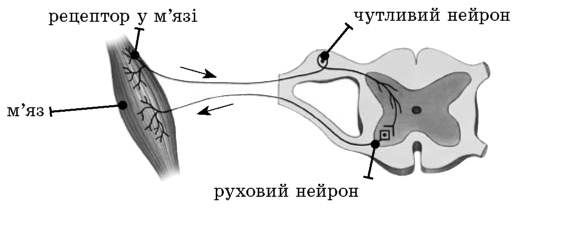 рецептор у м’язі
чутливий нейрон
м’яз
руховий нейрон